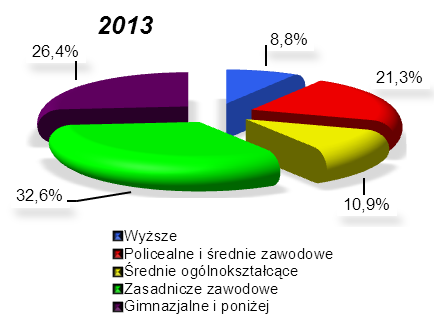 2013
26,4%
8,8%
21,3%
32,6%
10,9%
Wyższe
Policealne i średnie zawodowe
Średnie ogólnokształcące
Zasadnicze zawodowe
Gimnazjalne i poniżej